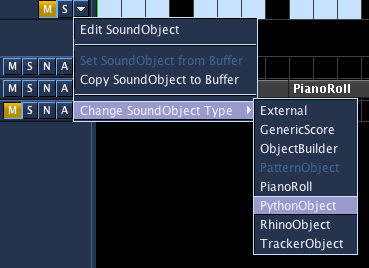 M S
Edit SoundObject
Set SoundObject from Buffer
Copy SoundObject to Buffer
Change SoundObject Type
M S N A
M S N A
M S N A
PianoRoll
External
GenericScore
ObjectBuilder
PatternObject
PianoRoll
PythonObject
RhinoObject
TrackerObject